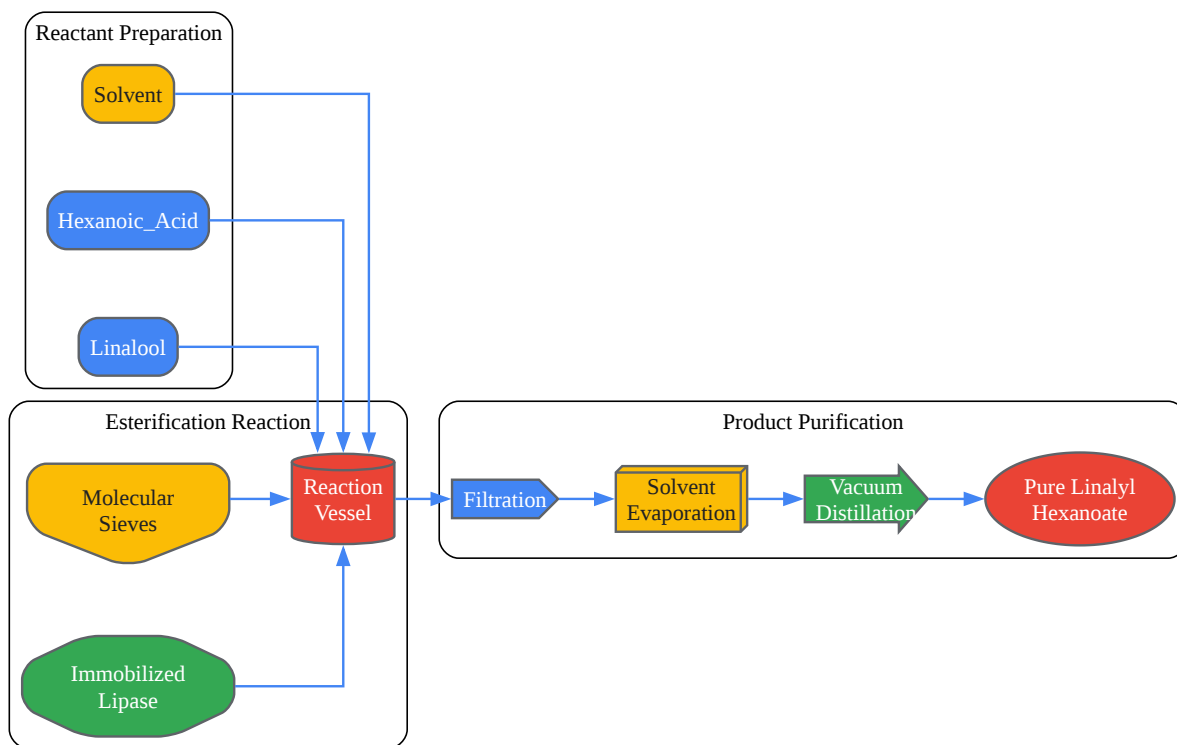 Reactant Preparation
Solvent
Hexanoic_Acid
Linalool
Esterification Reaction
Molecular
Sieves
Reaction
Vessel
Immobilized
Lipase
Product Purification
Filtration
Solvent
Evaporation
Vacuum
Distillation
Pure Linalyl
Hexanoate